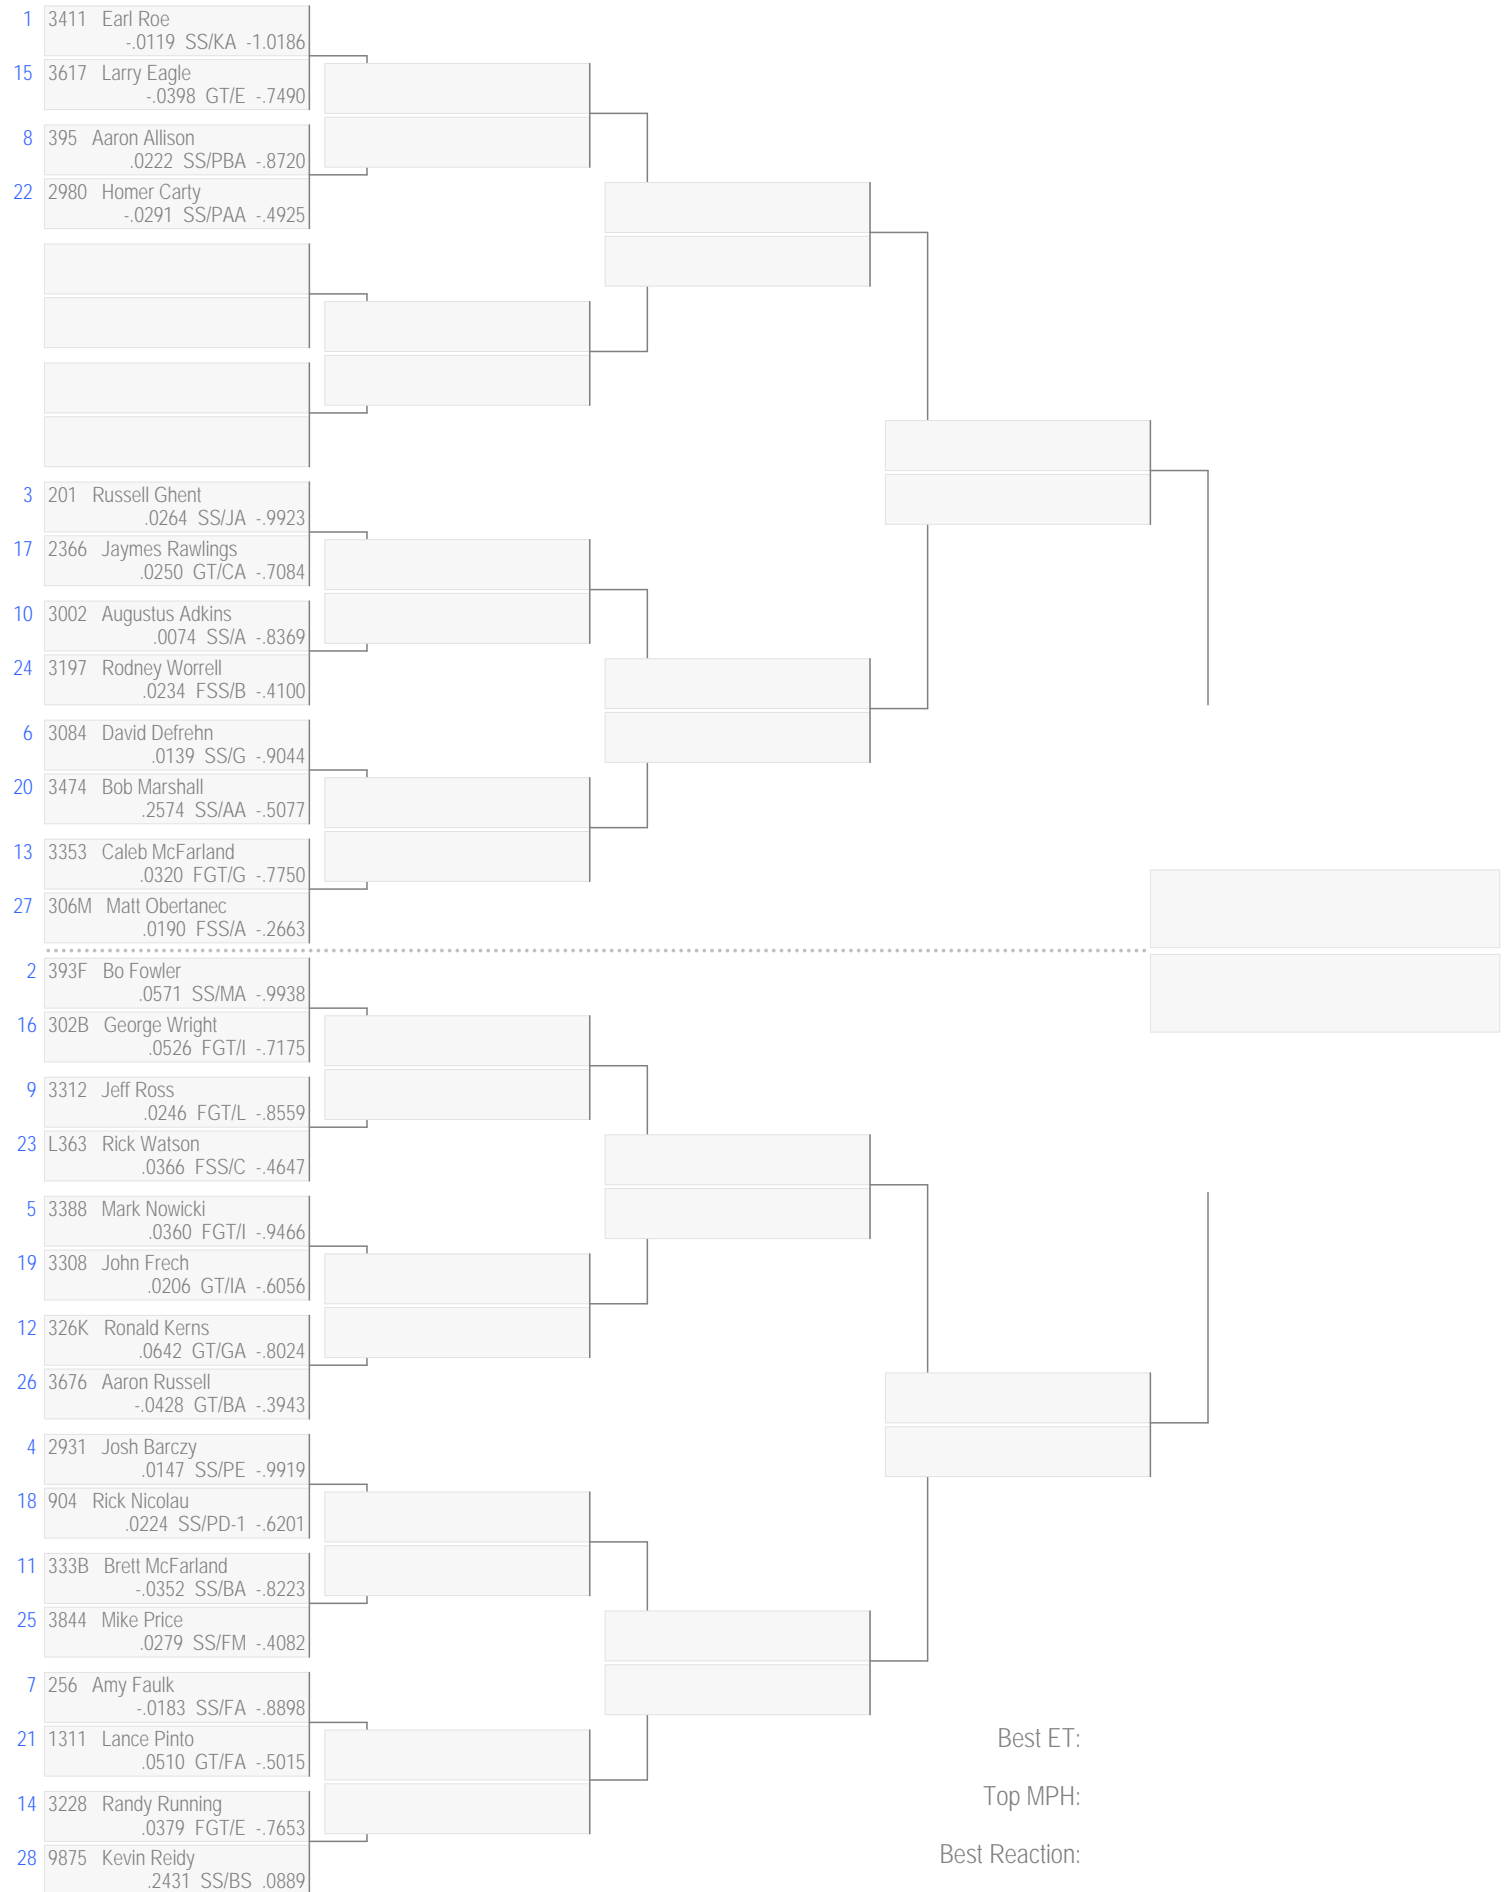 1 3411 Earl Roe
-.0119 SS/KA -1.0186
15 3617 Larry Eagle
-.0398 GT/E -.7490
8 395 Aaron Allison
.0222 SS/PBA -.8720
22 2980 Homer Carty
-.0291 SS/PAA -.4925
3 201 Russell Ghent
.0264 SS/JA -.9923
17 2366 Jaymes Rawlings
.0250 GT/CA -.7084
10 3002 Augustus Adkins
.0074 SS/A -.8369
24 3197 Rodney Worrell
.0234 FSS/B -.4100
6 3084 David Defrehn
.0139 SS/G -.9044
20 3474 Bob Marshall
.2574 SS/AA -.5077
13 3353 Caleb McFarland
.0320 FGT/G -.7750
27 306M Matt Obertanec
.0190 FSS/A -.2663
2 393F Bo Fowler
.0571 SS/MA -.9938
16 302B George Wright
.0526 FGT/I -.7175
9 3312 Jeff Ross
.0246 FGT/L -.8559
23 L363 Rick Watson
.0366 FSS/C -.4647
5 3388 Mark Nowicki
.0360 FGT/I -.9466
19 3308 John Frech
.0206 GT/IA -.6056
12 326K Ronald Kerns
.0642 GT/GA -.8024
26 3676 Aaron Russell
-.0428 GT/BA -.3943
4 2931 Josh Barczy
.0147 SS/PE -.9919
18 904 Rick Nicolau
.0224 SS/PD-1 -.6201
11 333B Brett McFarland
-.0352 SS/BA -.8223
25 3844 Mike Price
.0279 SS/FM -.4082
7 256 Amy Faulk
-.0183 SS/FA -.8898
21 1311 Lance Pinto
.0510 GT/FA -.5015
14 3228 Randy Running
.0379 FGT/E -.7653
28 9875 Kevin Reidy
.2431 SS/BS .0889
Best ET:
Top MPH:
Best Reaction: